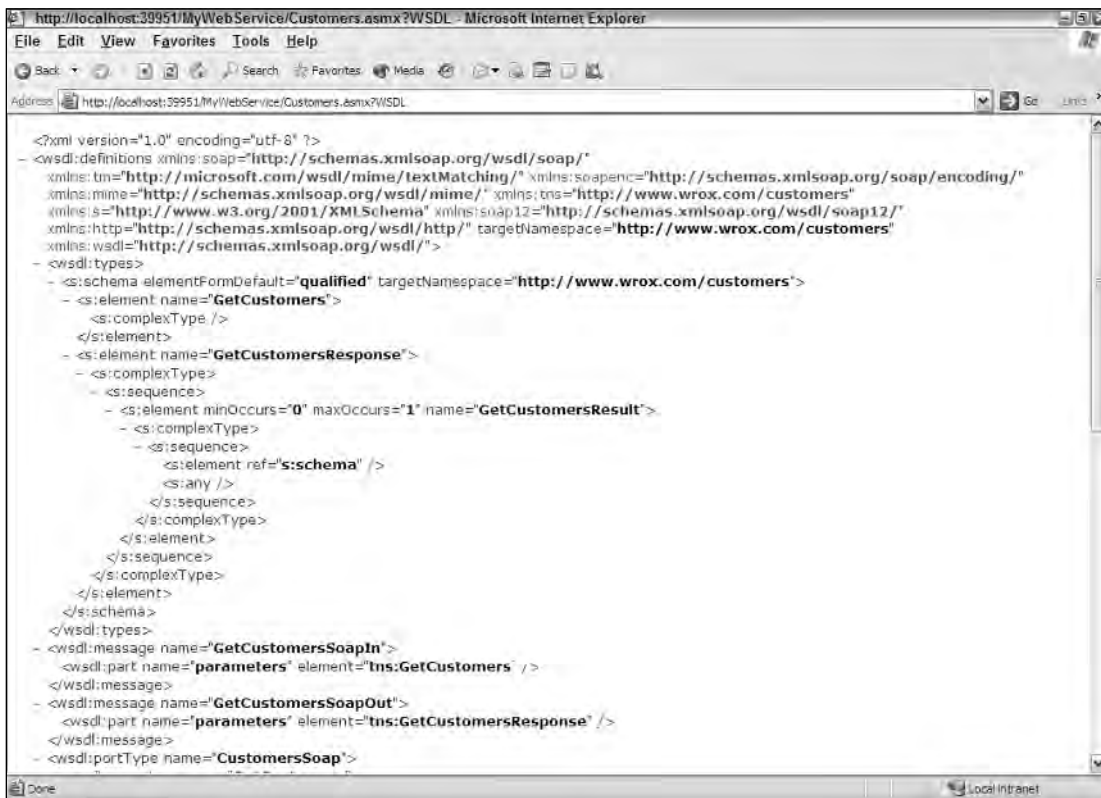 http://localhost:39951/MyWebService/Customers.asmx?WSDL - Microsoft Internet Explorer
File Edit View Favorites Tools Help
Back Search Favorites Media
Address http://localhost:39951/MyWebService/Customers.asmx?WSDL Go Links »
<?xml version="1.0" encoding="utf-8" ?>
- <wsdl:definitions xmlns:soap="http://schemas.xmlsoap.org/wsdl/soap/"
xmlns:tm="http://microsoft.com/wsdl/mime/textMatching/" xmlns:soapenc="http://schemas.xmlsoap.org/soap/encoding/"
xmlns:mime="http://schemas.xmlsoap.org/wsdl/mime/" xmlns:tns="http://www.wrox.com/customers"
xmlns:s="http://www.w3.org/2001/XMLSchema" xmlns:soap12="http://schemas.xmlsoap.org/wsdl/soap12/"
xmlns:http="http://schemas.xmlsoap.org/wsdl/http/" targetNamespace="http://www.wrox.com/customers"
xmlns:wsdl="http://schemas.xmlsoap.org/wsdl/">
- <wsdl:types>
- <s:schema elementFormDefault="qualified" targetNamespace="http://www.wrox.com/customers">
- <s:element name="GetCustomers">
<s:complexType />
</s:element>
- <s:element name="GetCustomersResponse">
- <s:complexType>
- <s:sequence>
- <s:element minOccurs="0" maxOccurs="1" name="GetCustomersResult">
- <s:complexType>
- <s:sequence>
<s:element ref="s:schema" />
<s:any />
</s:sequence>
</s:complexType>
</s:element>
</s:sequence>
</s:complexType>
</s:element>
</s:schema>
</wsdl:types>
- <wsdl:message name="GetCustomersSoapIn">
<wsdl:part name="parameters" element="tns:GetCustomers" />
</wsdl:message>
- <wsdl:message name="GetCustomersSoapOut">
<wsdl:part name="parameters" element="tns:GetCustomersResponse" />
</wsdl:message>
- <wsdl:portType name="CustomersSoap">
Done Local intranet